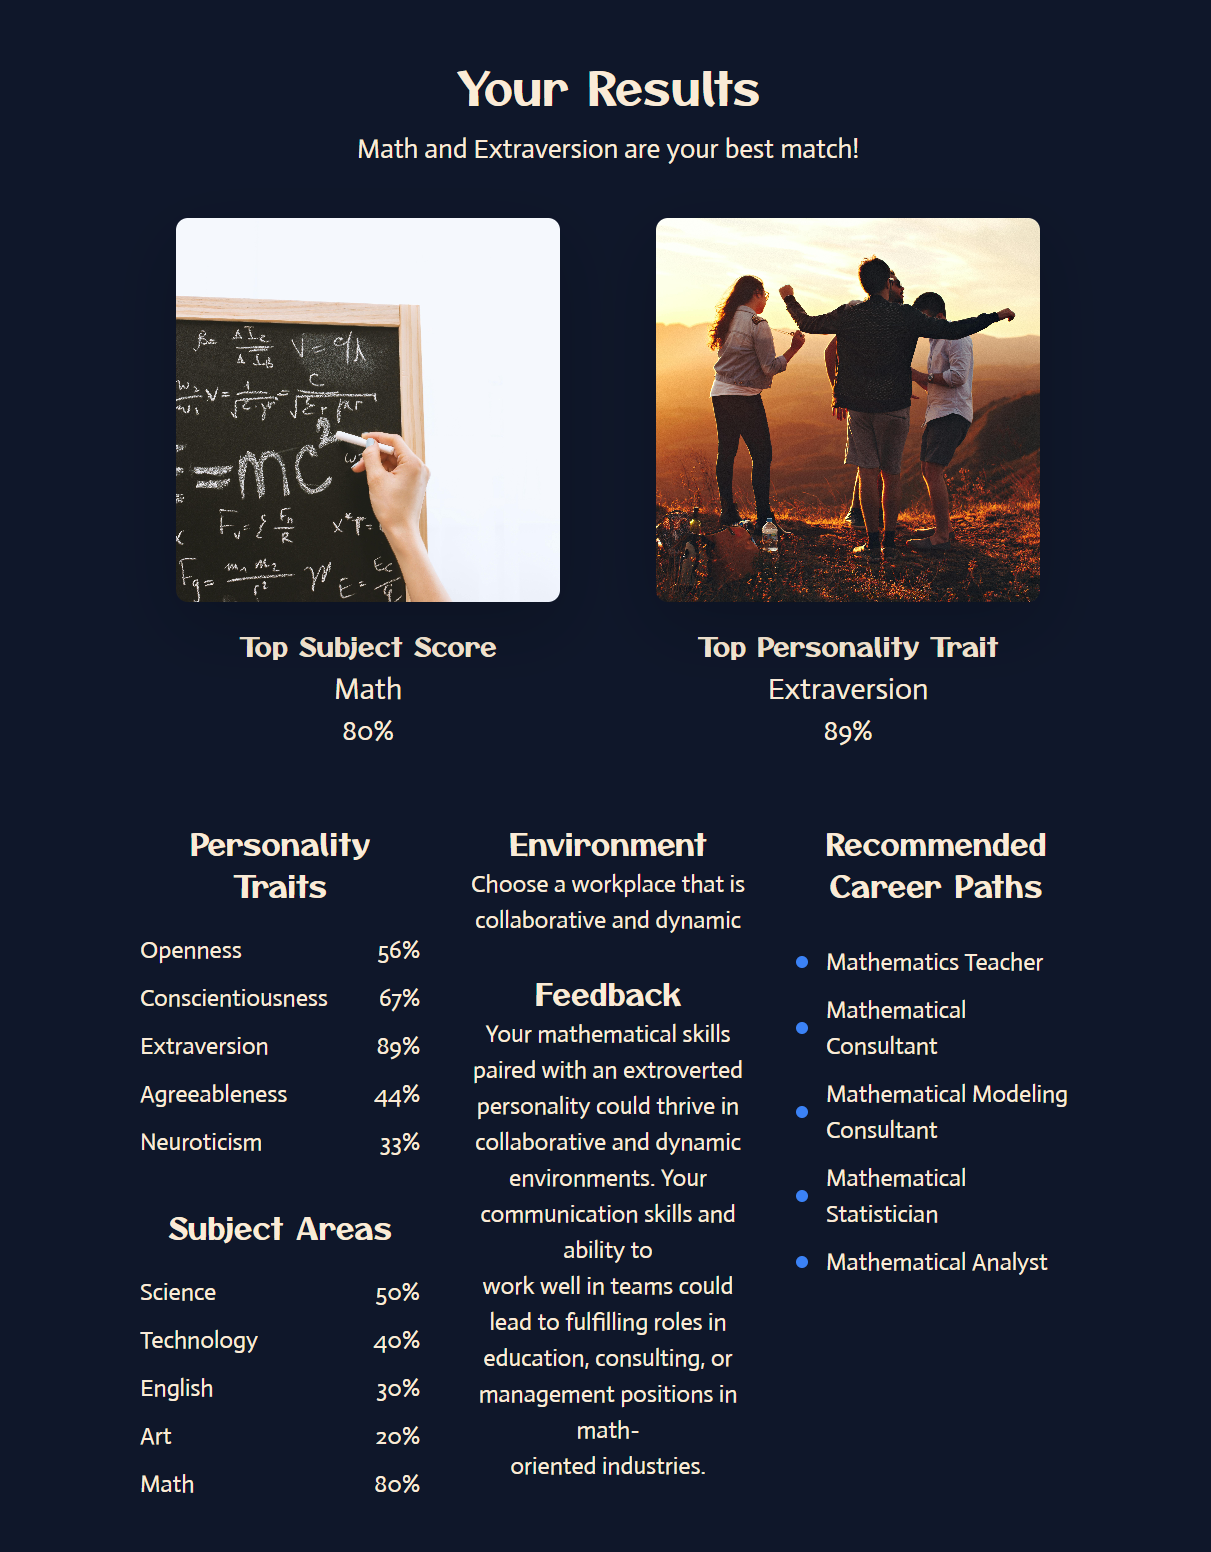 Your Results
Math and Extraversion are your best match!
V = c/λ
=mc²
Top Subject Score
Math
80%
Top Personality Trait
Extraversion
89%
Personality
Traits
Openness 56%
Conscientiousness 67%
Extraversion 89%
Agreeableness 44%
Neuroticism 33%
Subject Areas
Science 50%
Technology 40%
English 30%
Art 20%
Math 80%
Environment
Choose a workplace that is
collaborative and dynamic
Feedback
Your mathematical skills
paired with an extroverted
personality could thrive in
collaborative and dynamic
environments. Your
communication skills and
ability to
work well in teams could
lead to fulfilling roles in
education, consulting, or
management positions in
math-
oriented industries.
Recommended
Career Paths
Mathematics Teacher
Mathematical
Consultant
Mathematical Modeling
Consultant
Mathematical
Statistician
Mathematical Analyst